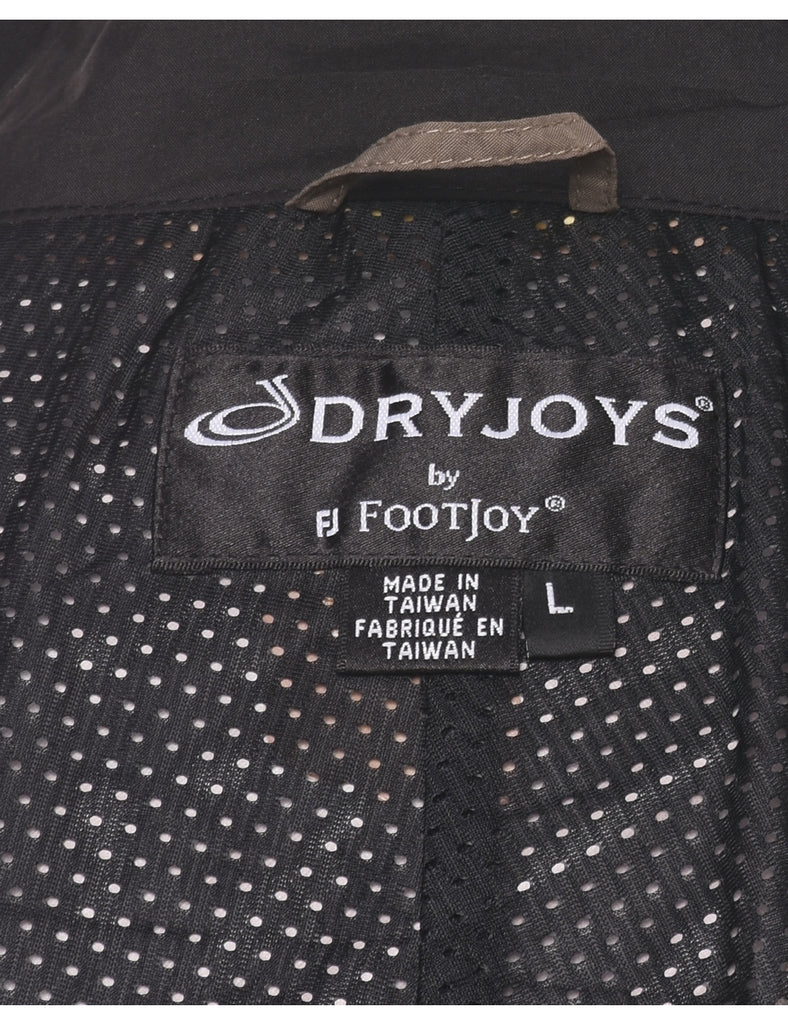 DRYJOYS®
by
FJ FOOTJOY®
MADE IN
TAIWAN
FABRIQUÉ EN
TAIWAN
L